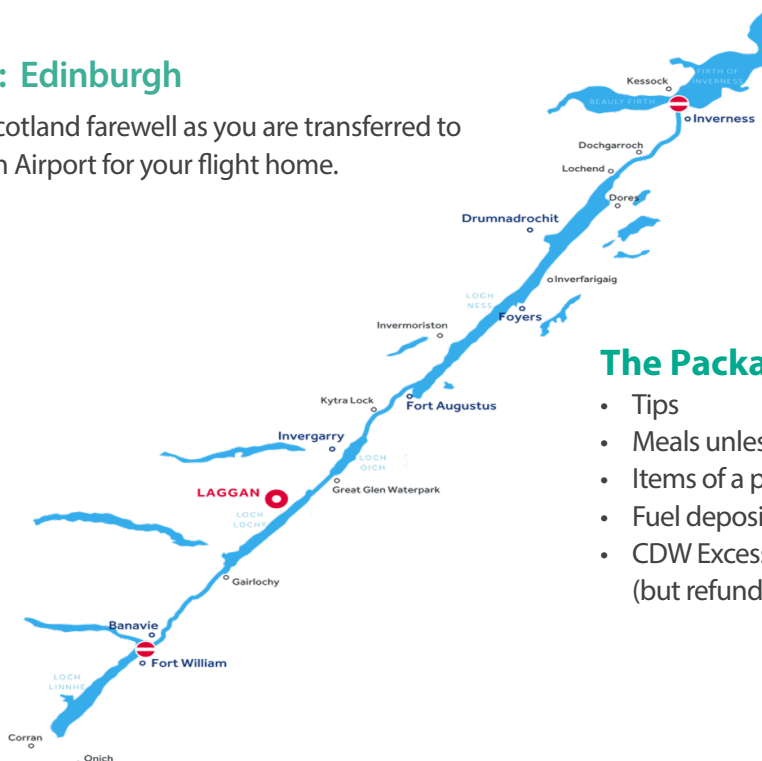 : Edinburgh
cotland farewell as you are transferred to
n Airport for your flight home.
Kessock
FIRTH OF
INVERNESS
BEAULY FIRTH
Inverness
Dochgarroch
Lochend
Dores
Drumnadrochit
Inverfarigaig
LOCH
NESS
Foyers
Invermoriston
The Packa
• Tips
• Meals unles
• Items of a p
• Fuel deposi
• CDW Excess
(but refund
Kytra Lock
Fort Augustus
Invergarry
LOCH
OICH
Great Glen Waterpark
LAGGAN
LOCH
LOCHY
Gairlochy
Banavie
Fort William
LOCH
LINNHE
Corran
Onich